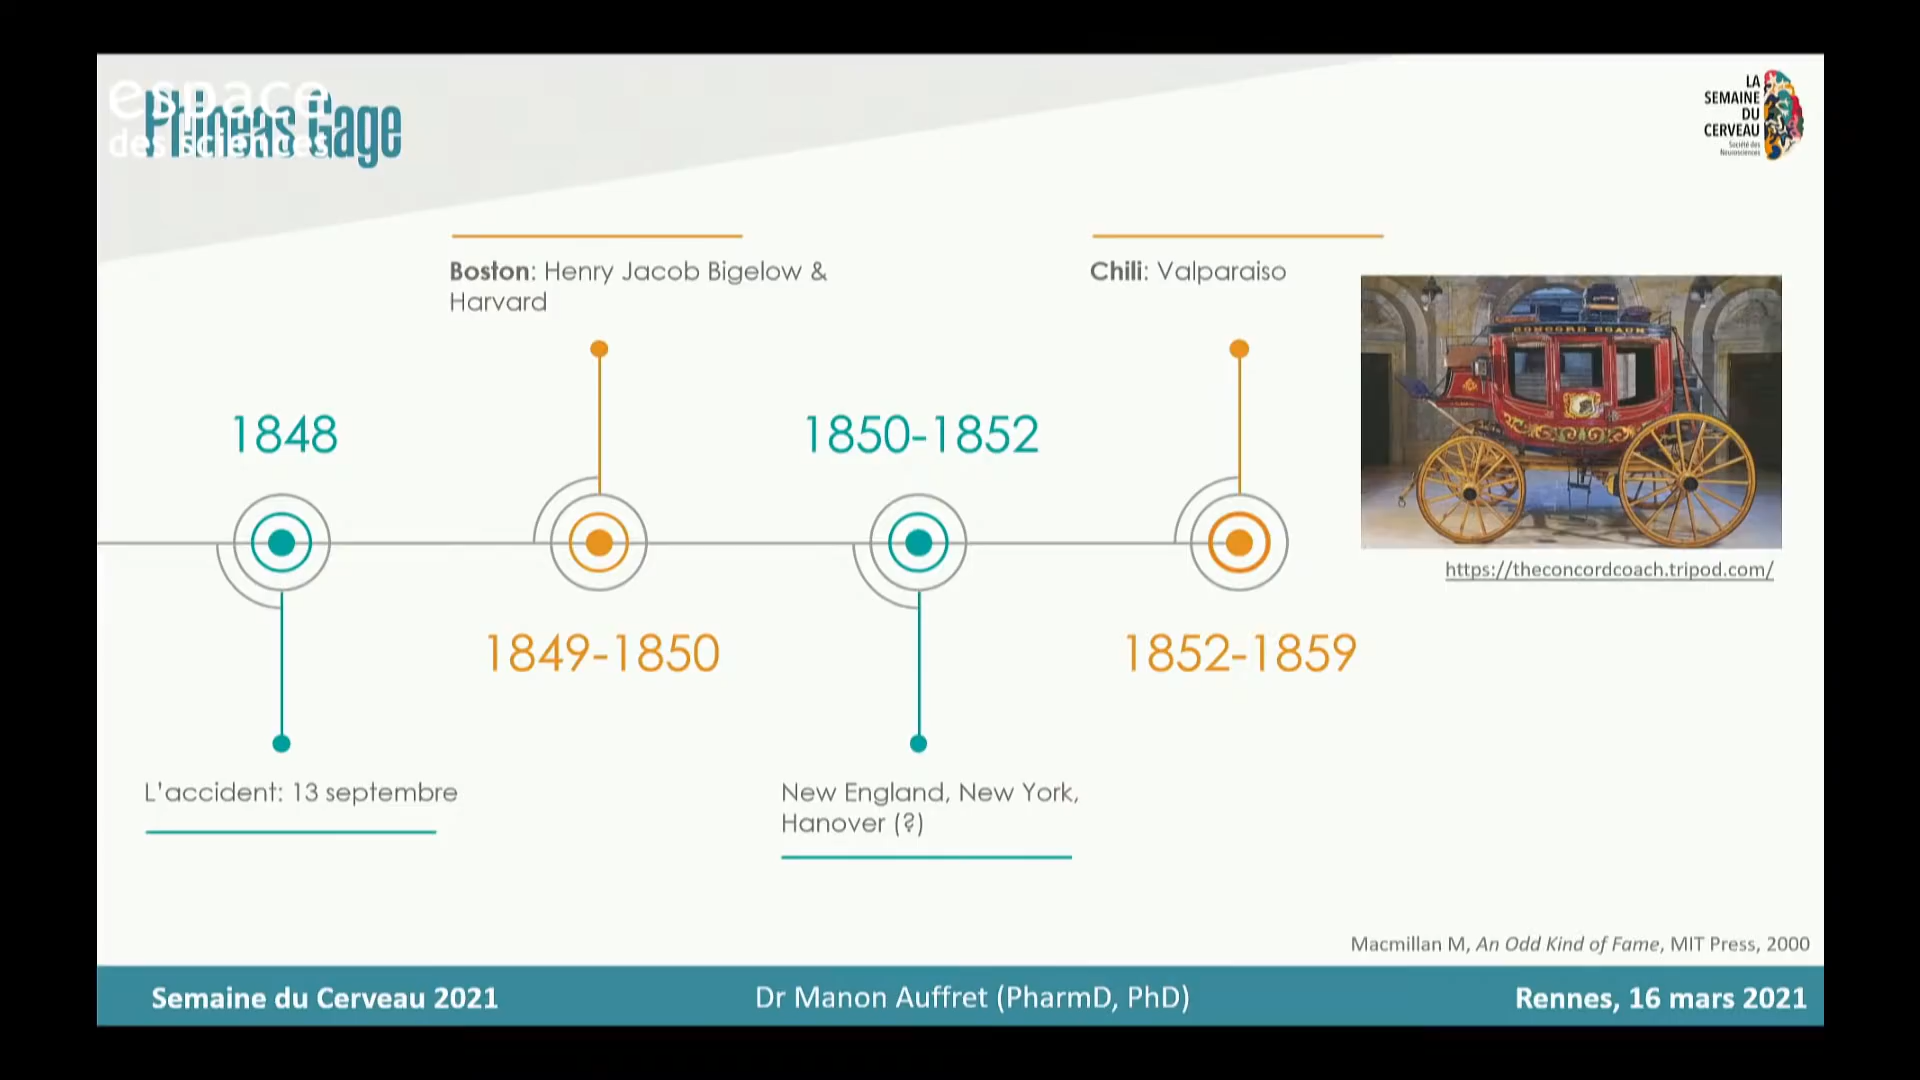 espace
des sciences
Phineas Gage
LA
SEMAINE
DU
CERVEAU
Société des
Neurosciences
Boston: Henry Jacob Bigelow &
Harvard
Chili: Valparaiso
CONCORD COACH
1848
1850-1852
https://theconcordcoach.tripod.com/
1849-1850
1852-1859
L'accident: 13 septembre
New England, New York,
Hanover (?)
Macmillan M, An Odd Kind of Fame, MIT Press, 2000
Semaine du Cerveau 2021
Dr Manon Auffret (PharmD, PhD)
Rennes, 16 mars 2021